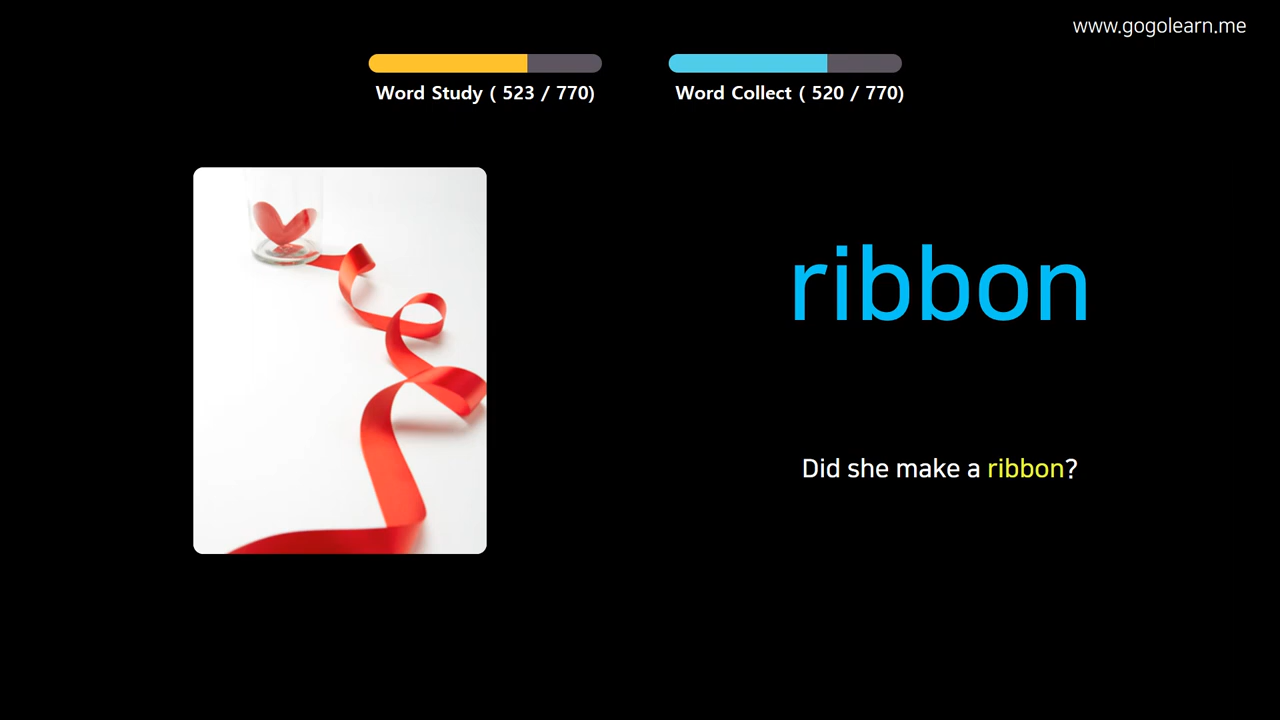 www.gogolearn.me
Word Study ( 523 / 770)
Word Collect ( 520 / 770)
ribbon
Did she make a ribbon?